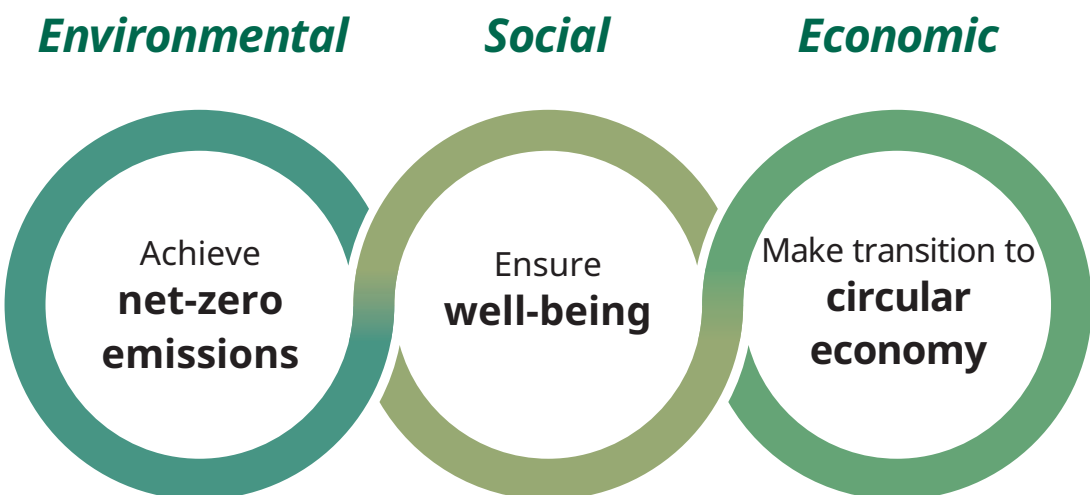 Environmental
Social
Economic
Achieve
net-zero
emissions
Ensure
well-being
Make transition to
circular
economy